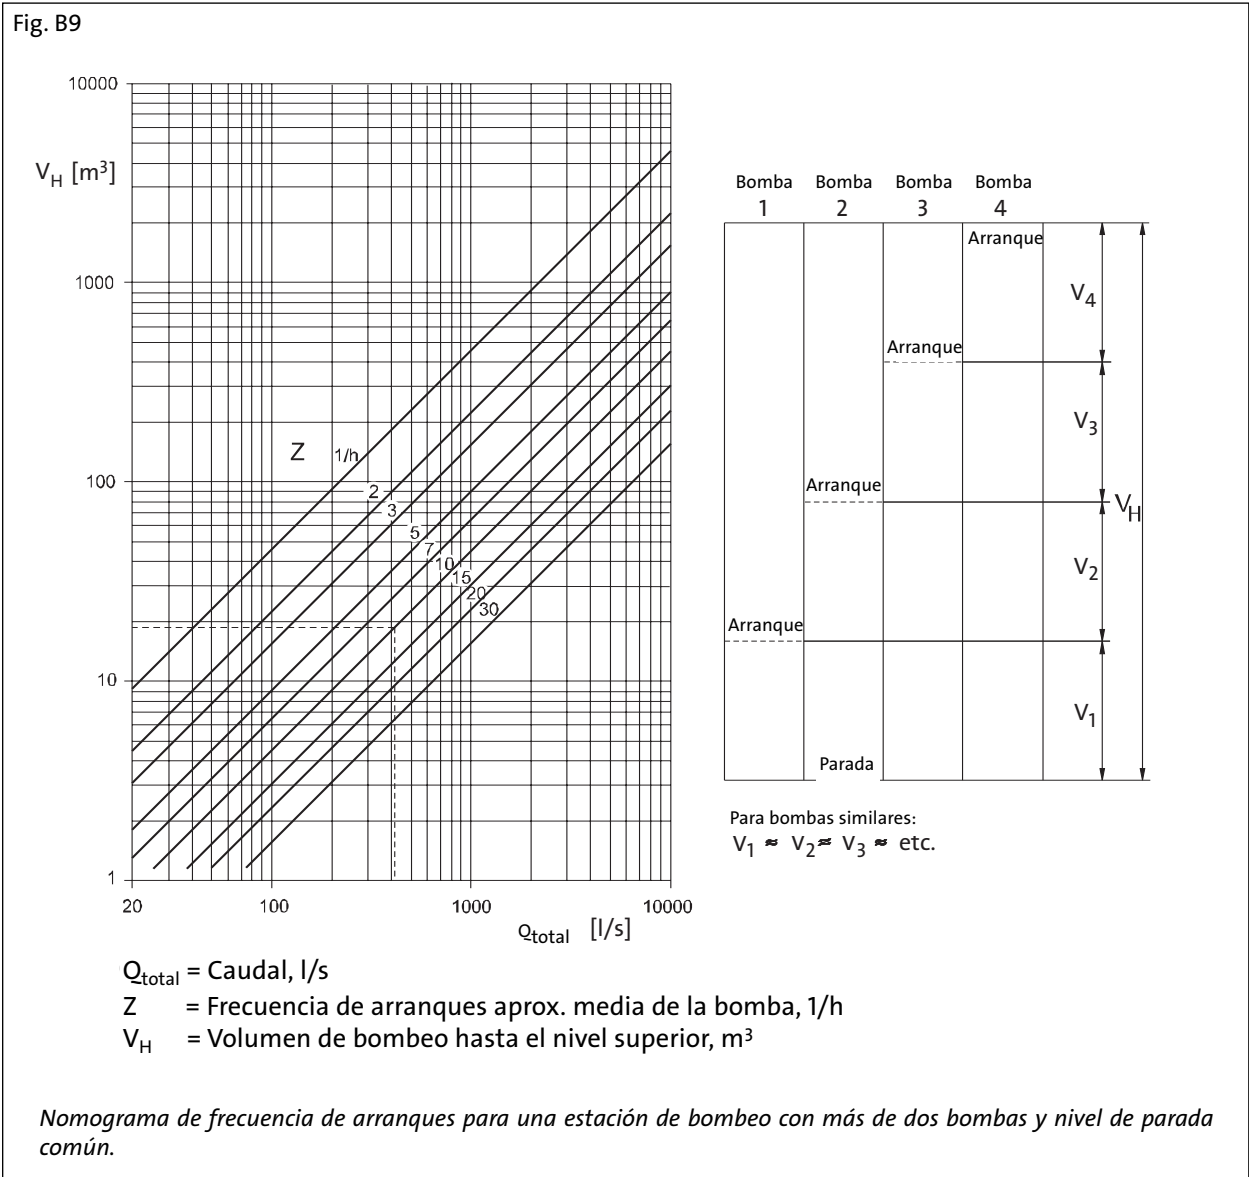 Fig. B9
10000
V_H [m³]
1000
100
10
1
Z 1/h
2
3
5
7
10
15
20
30
20 100 1000 10000
Q_total [l/s]
Bomba Bomba Bomba Bomba
1 2 3 4
Arranque
V₄
Arranque
V₃
Arranque
V_H
V₂
Arranque
V₁
Parada
Para bombas similares:
V₁ ≈ V₂ ≈ V₃ ≈ etc.
Q_total = Caudal, l/s
Z = Frecuencia de arranques aprox. media de la bomba, 1/h
V_H = Volumen de bombeo hasta el nivel superior, m³
Nomograma de frecuencia de arranques para una estación de bombeo con más de dos bombas y nivel de parada
común.